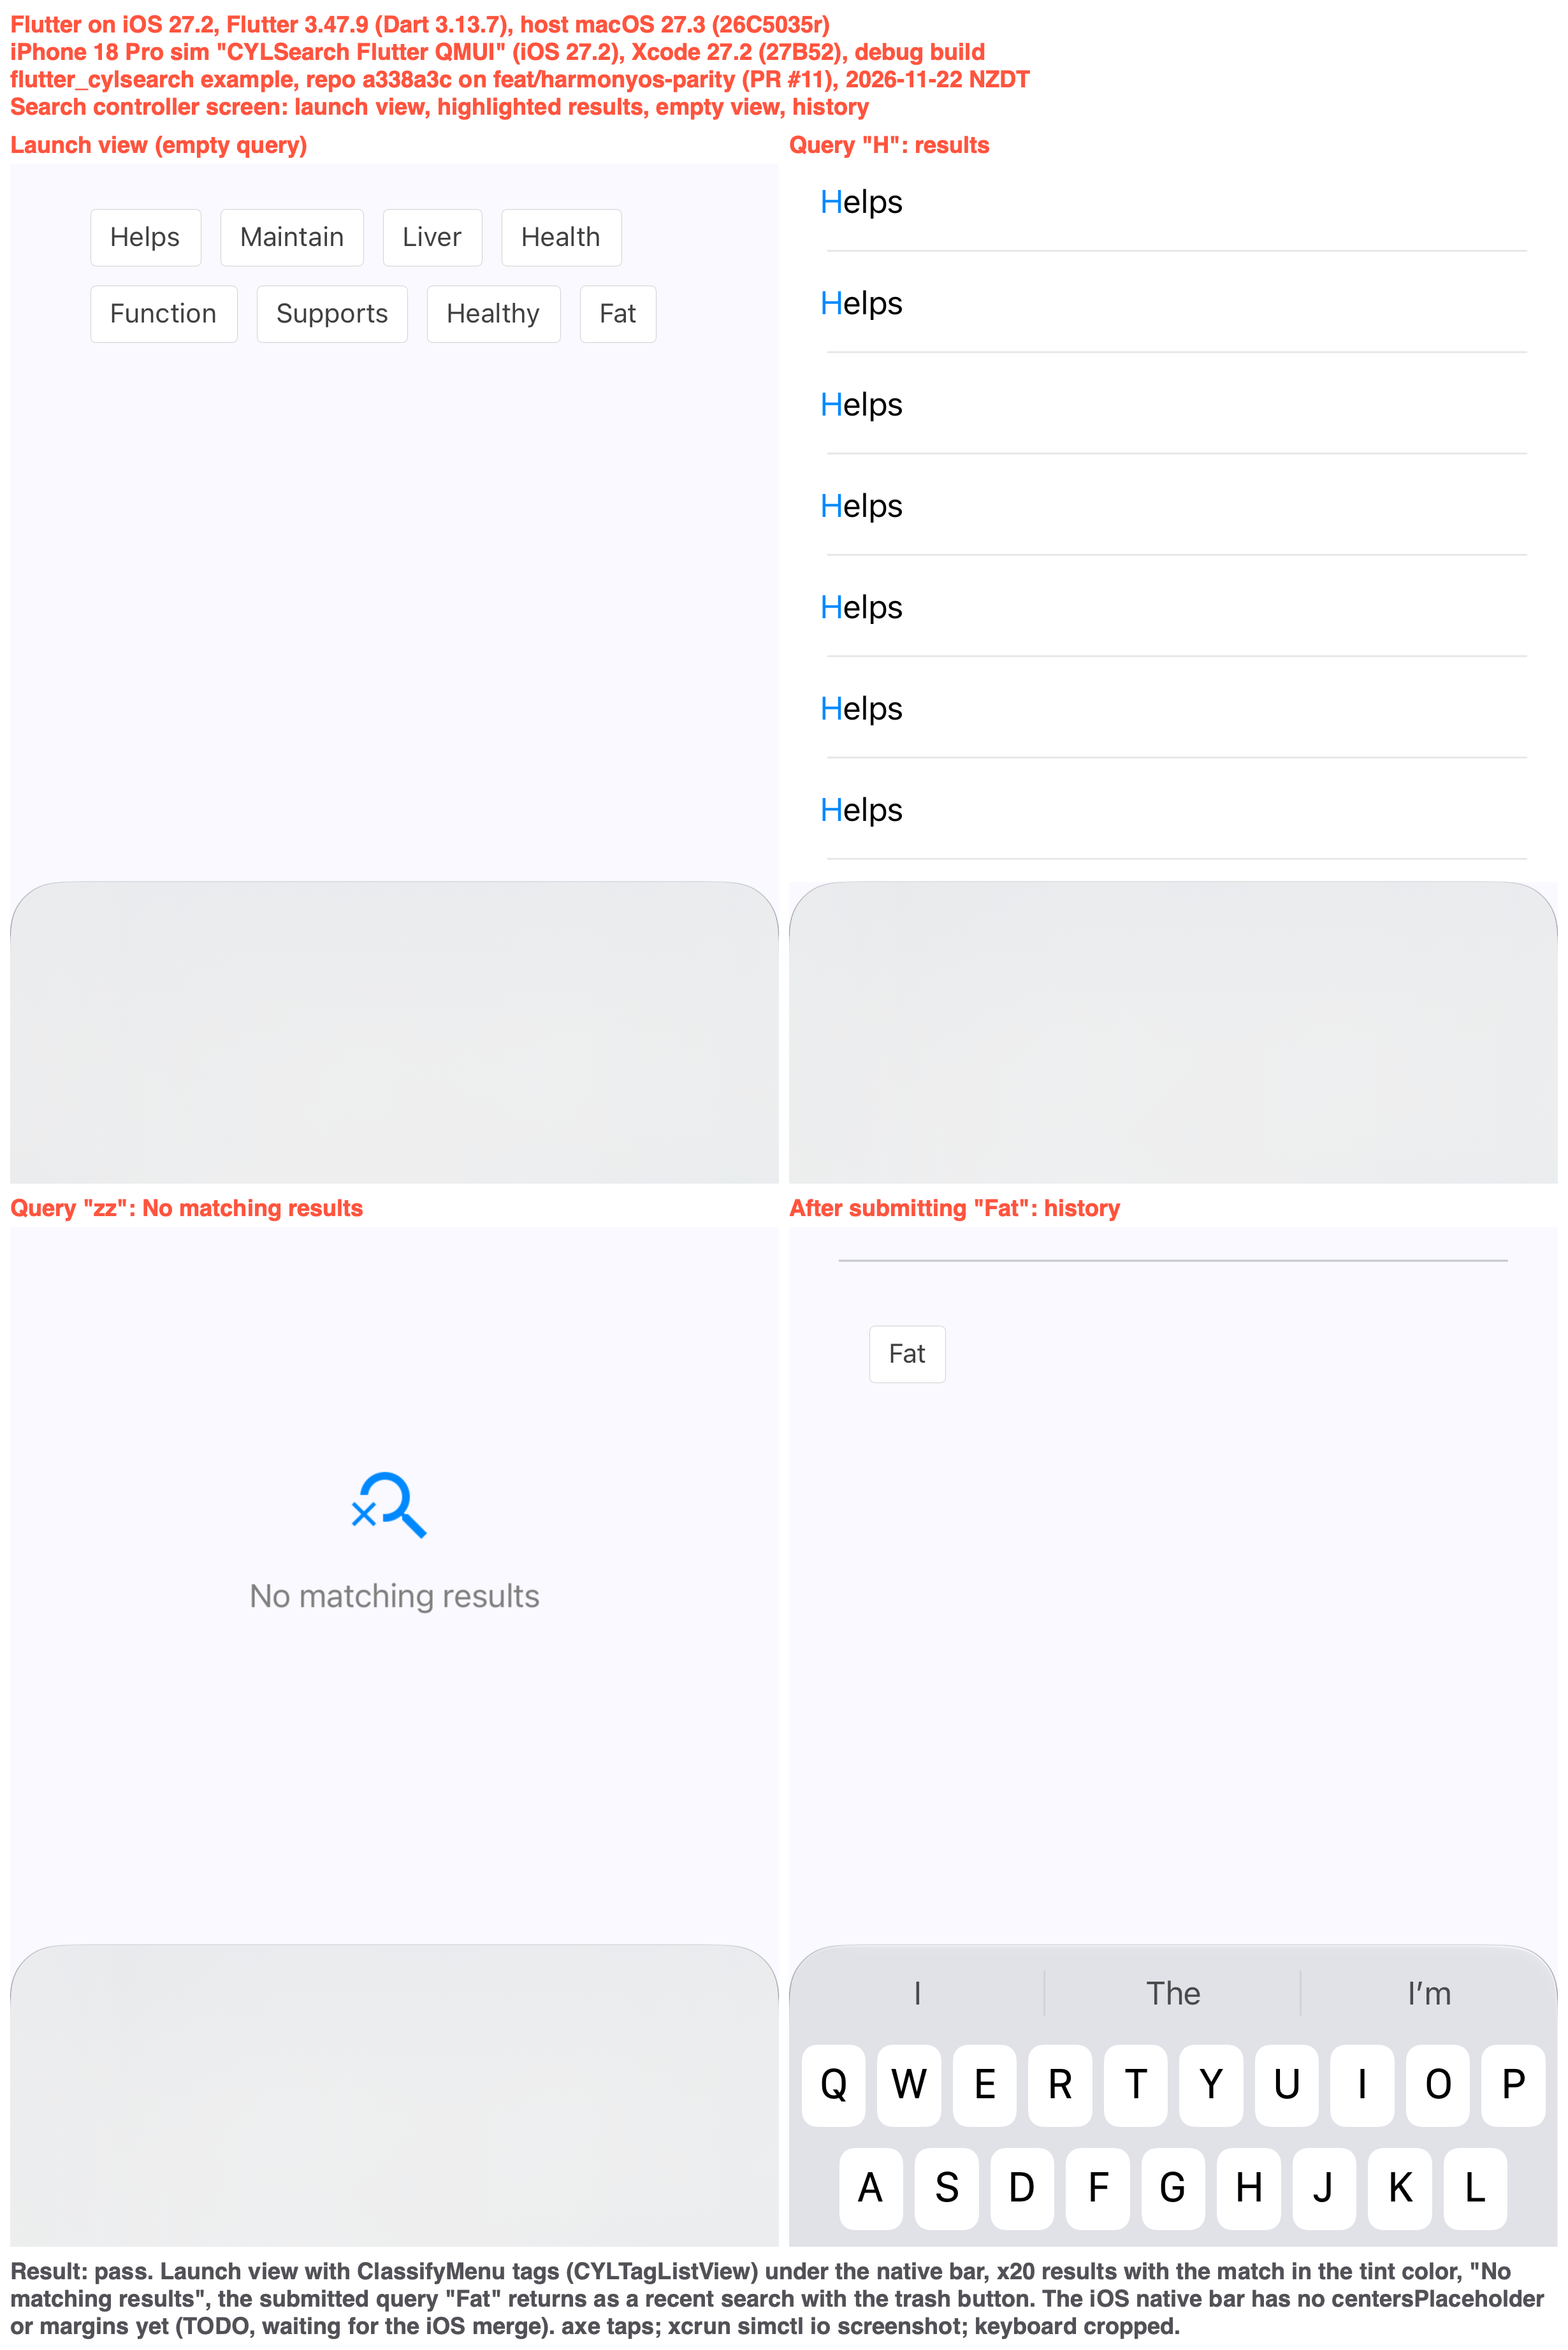 Flutter on iOS 27.2, Flutter 3.47.9 (Dart 3.13.7), host macOS 27.3 (26C5035r)
iPhone 18 Pro sim "CYLSearch Flutter QMUI" (iOS 27.2), Xcode 27.2 (27B52), debug build
flutter_cylsearch example, repo a338a3c on feat/harmonyos-parity (PR #11), 2026-11-22 NZDT
Search controller screen: launch view, highlighted results, empty view, history
Launch view (empty query)
Helps Maintain Liver Health
Function Supports Healthy Fat
Query "H": results
Helps
Helps
Helps
Helps
Helps
Helps
Helps
Query "zz": No matching results
No matching results
After submitting "Fat": history
Fat
I The I’m
Q W E R T Y U I O P
A S D F G H J K L
Result: pass. Launch view with ClassifyMenu tags (CYLTagListView) under the native bar, x20 results with the match in the tint color, "No
matching results", the submitted query "Fat" returns as a recent search with the trash button. The iOS native bar has no centersPlaceholder
or margins yet (TODO, waiting for the iOS merge). axe taps; xcrun simctl io screenshot; keyboard cropped.